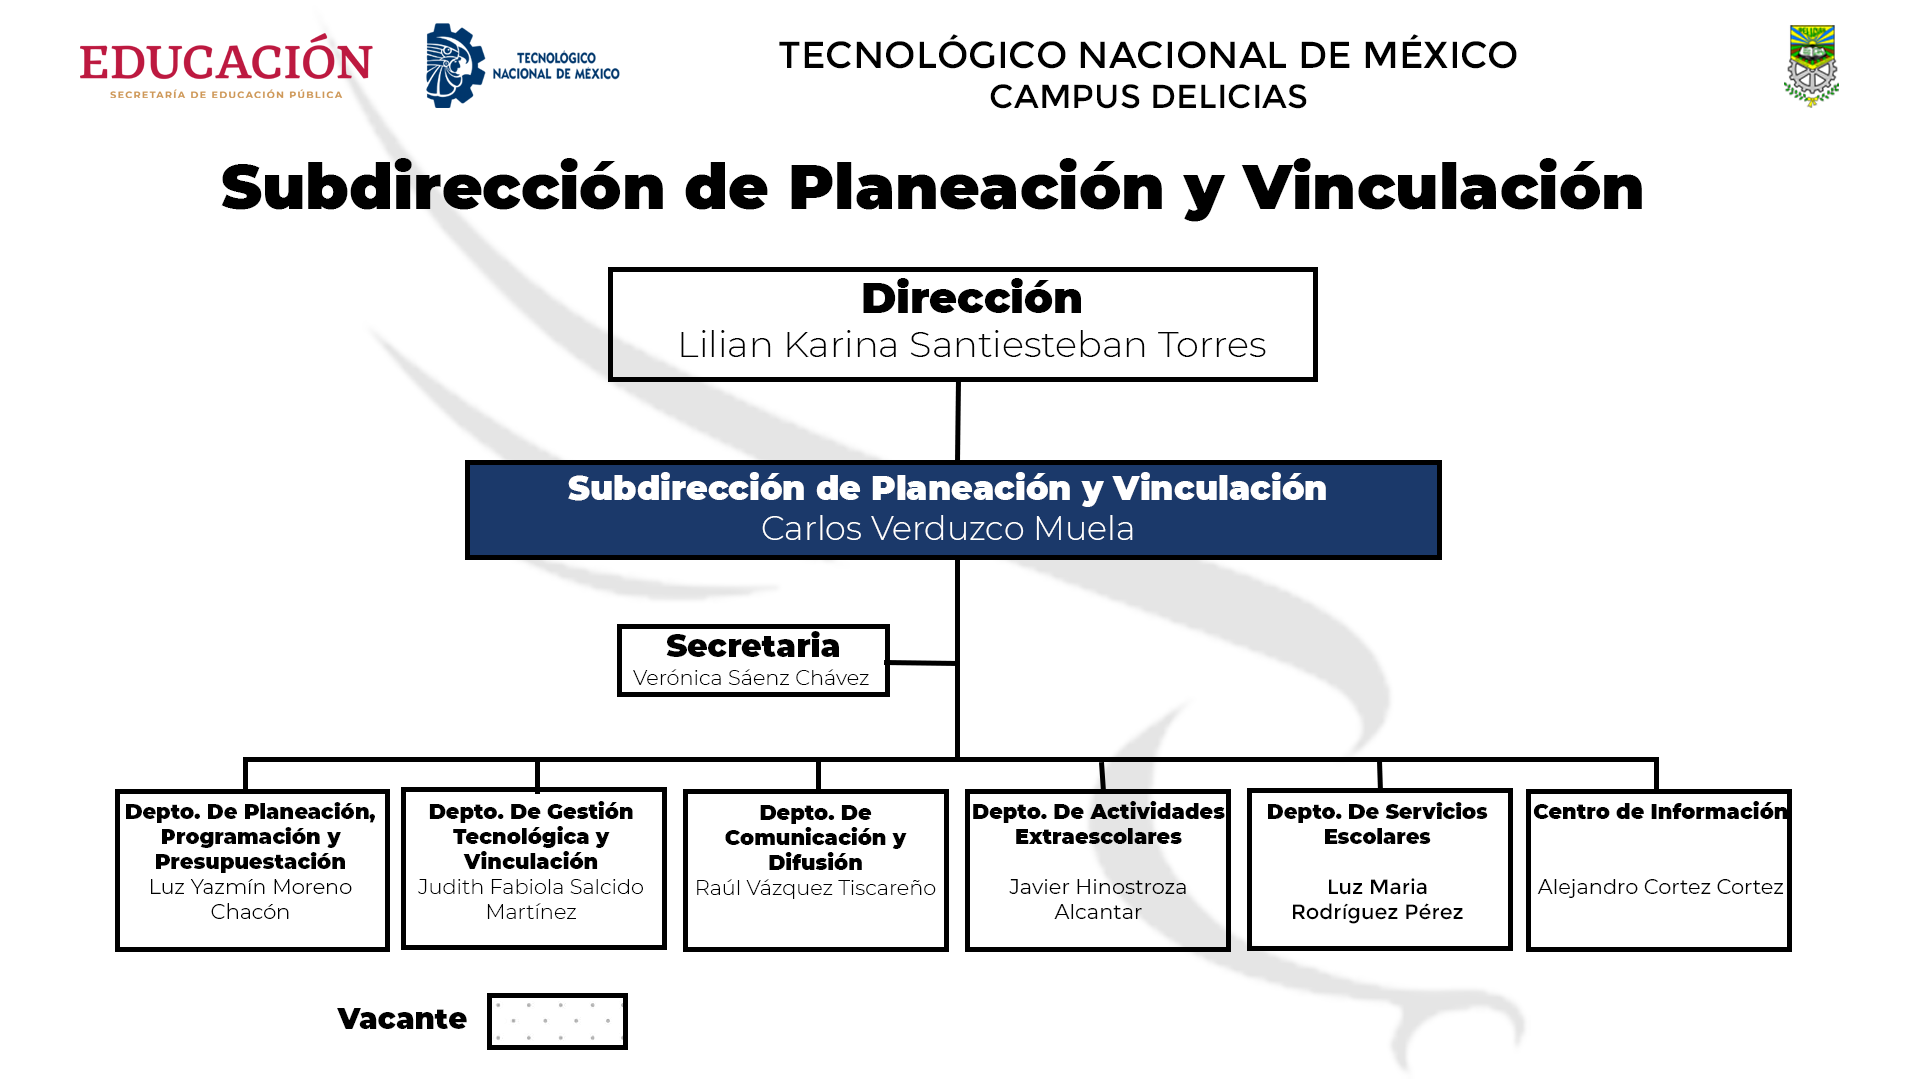 EDUCACIÓN
SECRETARÍA DE EDUCACIÓN PÚBLICA
TECNOLÓGICO
NACIONAL DE MÉXICO
TECNOLÓGICO NACIONAL DE MÉXICO
CAMPUS DELICIAS
Subdirección de Planeación y Vinculación
Dirección
Lilian Karina Santiesteban Torres
Subdirección de Planeación y Vinculación
Carlos Verduzco Muela
Secretaria
Verónica Sáenz Chávez
Depto. De Planeación,
Programación y
Presupuestación
Luz Yazmín Moreno
Chacón
Depto. De Gestión
Tecnológica y
Vinculación
Judith Fabiola Salcido
Martínez
Depto. De
Comunicación y
Difusión
Raúl Vázquez Tiscareño
Depto. De Actividades
Extraescolares
Javier Hinostroza
Alcantar
Depto. De Servicios
Escolares
Luz Maria
Rodríguez Pérez
Centro de Información
Alejandro Cortez Cortez
Vacante